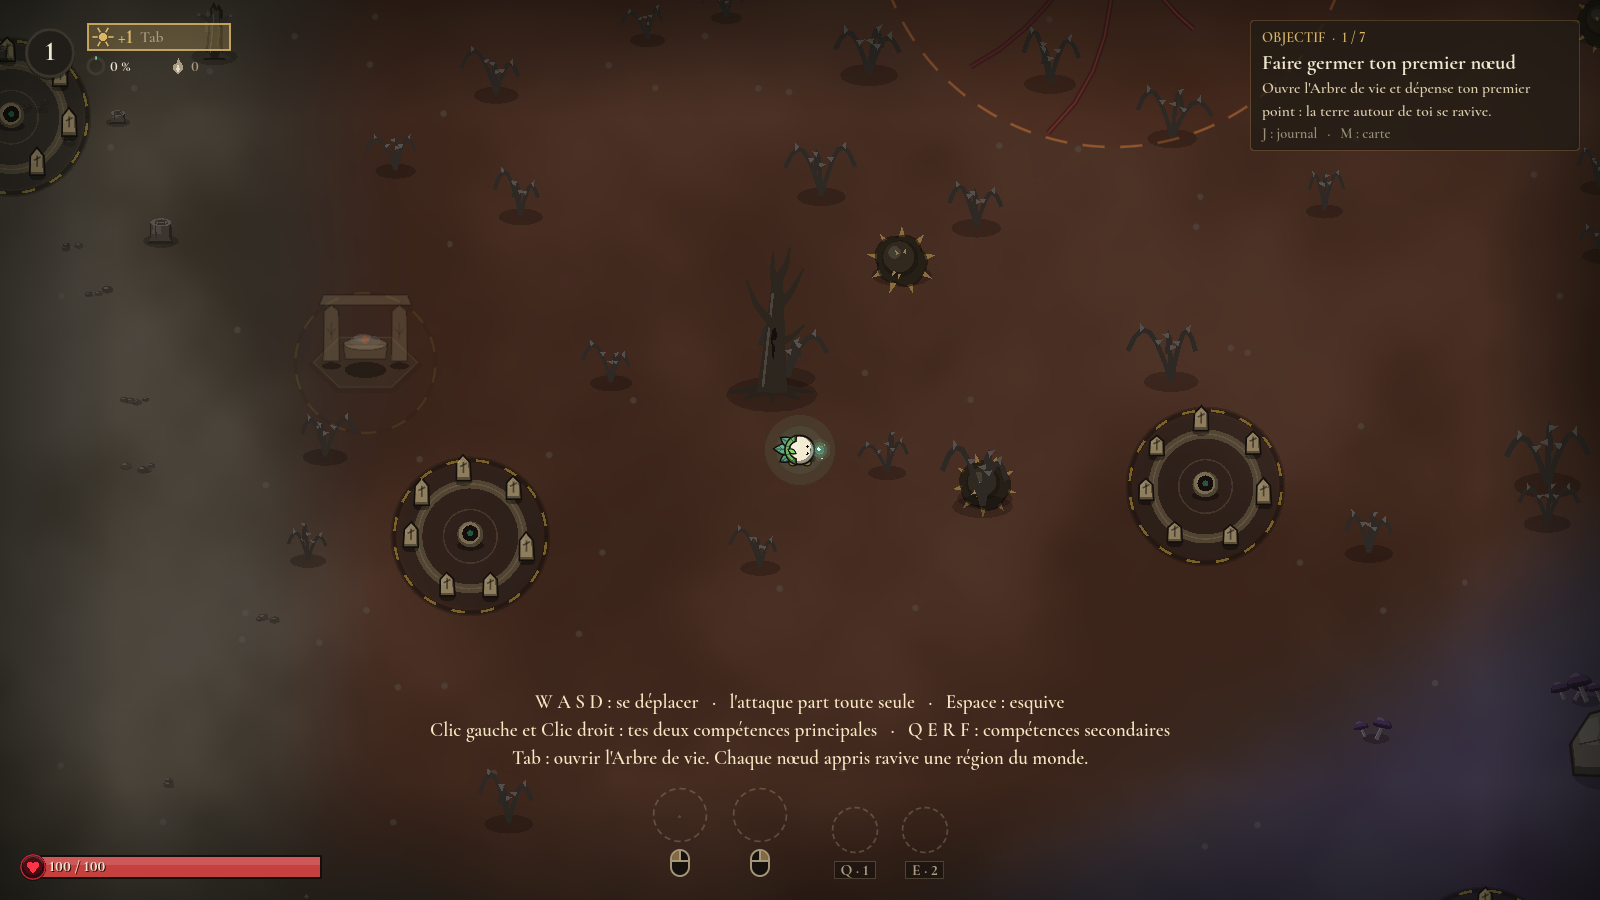 1
+1 Tab
0 %
0
OBJECTIF · 1 / 7
Faire germer ton premier nœud
Ouvre l'Arbre de vie et dépense ton premier
point : la terre autour de toi se ravive.
J : journal · M : carte
W A S D : se déplacer · l'attaque part toute seule · Espace : esquive
Clic gauche et Clic droit : tes deux compétences principales · Q E R F : compétences secondaires
Tab : ouvrir l'Arbre de vie. Chaque nœud appris ravive une région du monde.
100 / 100
Q · 1
E · 2